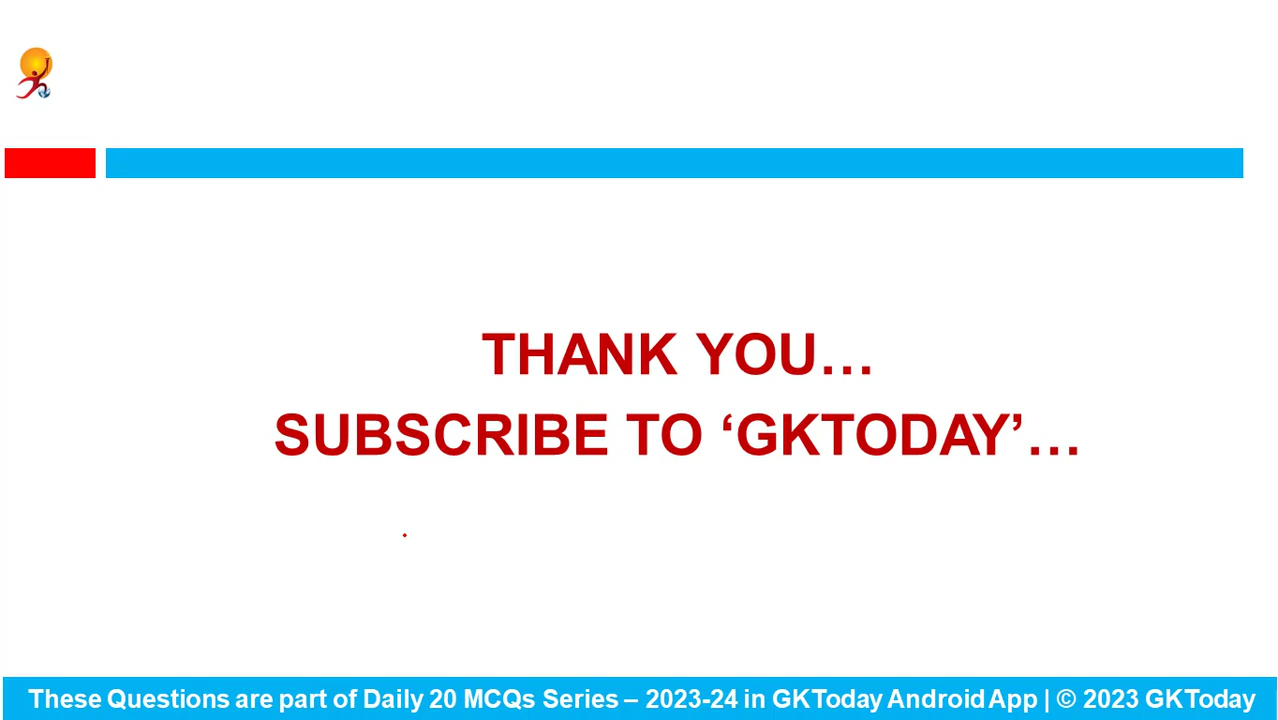 THANK YOU…
SUBSCRIBE TO ‘GKTODAY’…
These Questions are part of Daily 20 MCQs Series – 2023-24 in GKToday Android App | © 2023 GKToday